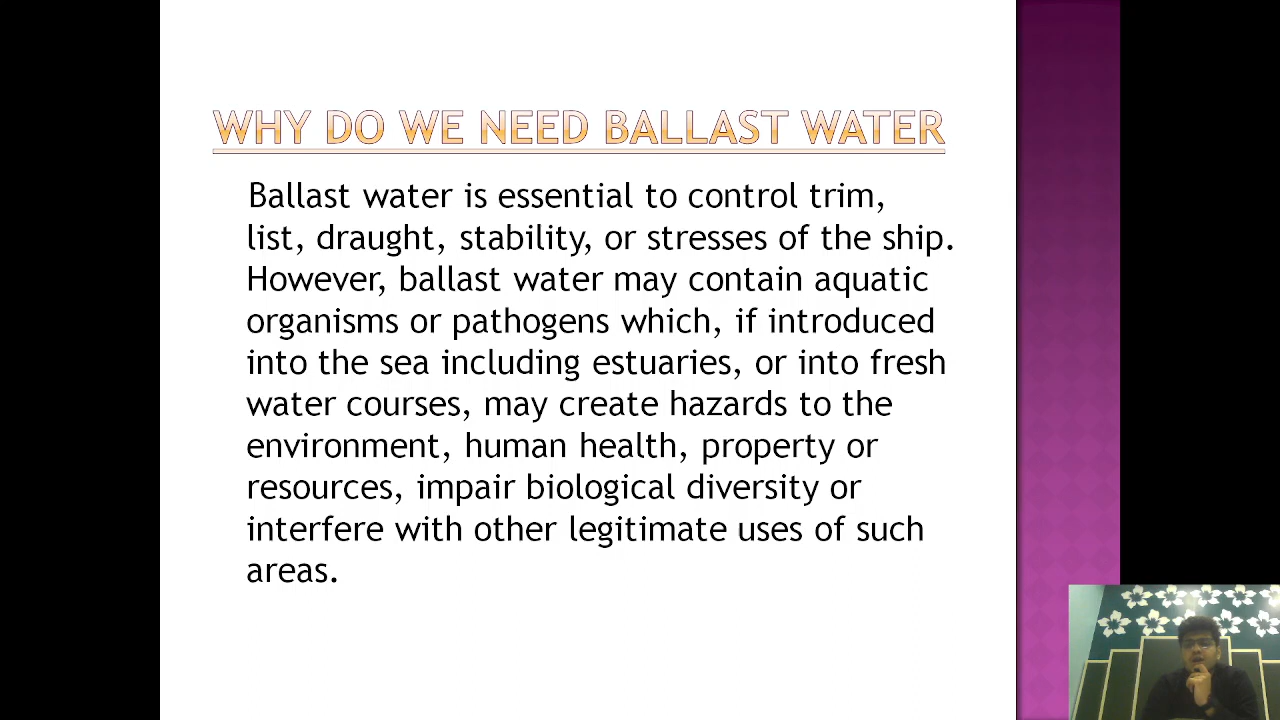 WHY DO WE NEED BALLAST WATER
Ballast water is essential to control trim,
list, draught, stability, or stresses of the ship.
However, ballast water may contain aquatic
organisms or pathogens which, if introduced
into the sea including estuaries, or into fresh
water courses, may create hazards to the
environment, human health, property or
resources, impair biological diversity or
interfere with other legitimate uses of such
areas.